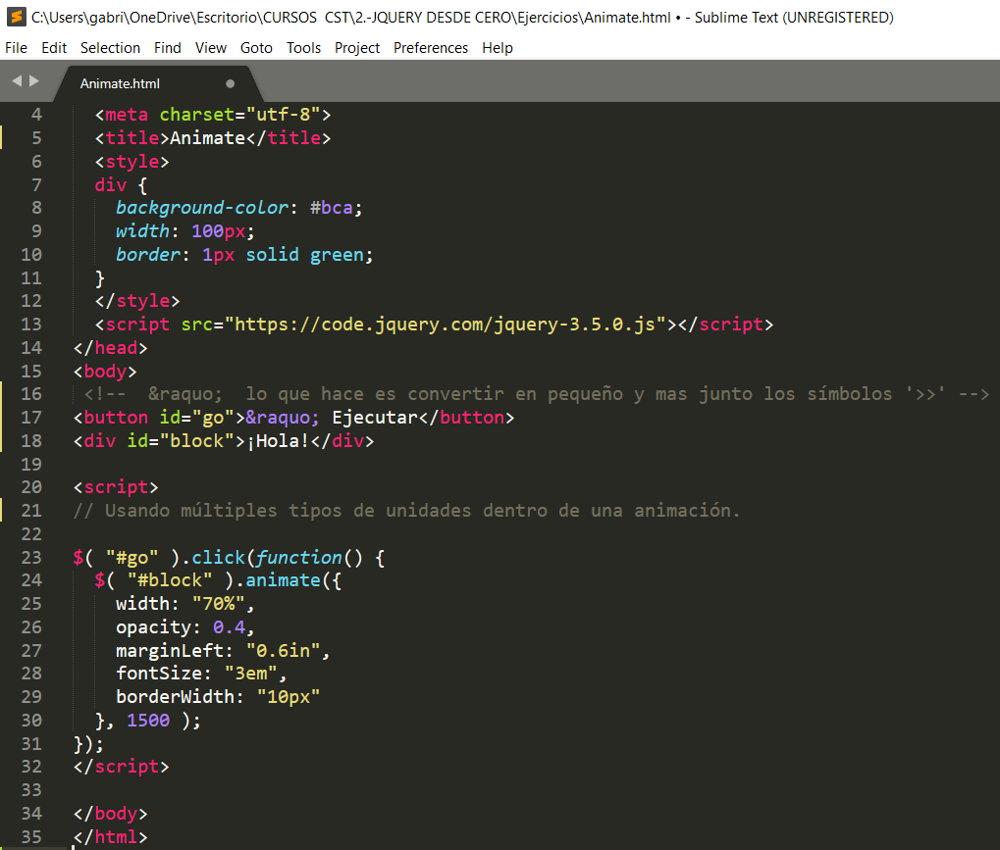 C:\Users\gabri\OneDrive\Escritorio\CURSOS  CST\2.-JQUERY DESDE CERO\Ejercicios\Animate.html • - Sublime Text (UNREGISTERED)
File Edit Selection Find View Goto Tools Project Preferences Help
Animate.html
4   <meta charset="utf-8">
5   <title>Animate</title>
6   <style>
7   div {
8     background-color: #bca;
9     width: 100px;
10     border: 1px solid green;
11   }
12   </style>
13   <script src="https://code.jquery.com/jquery-3.5.0.js"></script>
14 </head>
15 <body>
16  <!--  &raquo;  lo que hace es convertir en pequeño y mas junto los símbolos '>>' -->
17 <button id="go">&raquo; Ejecutar</button>
18 <div id="block">¡Hola!</div>
19
20 <script>
21 // Usando múltiples tipos de unidades dentro de una animación.
22
23 $( "#go" ).click(function() {
24   $( "#block" ).animate({
25     width: "70%",
26     opacity: 0.4,
27     marginLeft: "0.6in",
28     fontSize: "3em",
29     borderWidth: "10px"
30   }, 1500 );
31 });
32 </script>
33
34 </body>
35 </html>